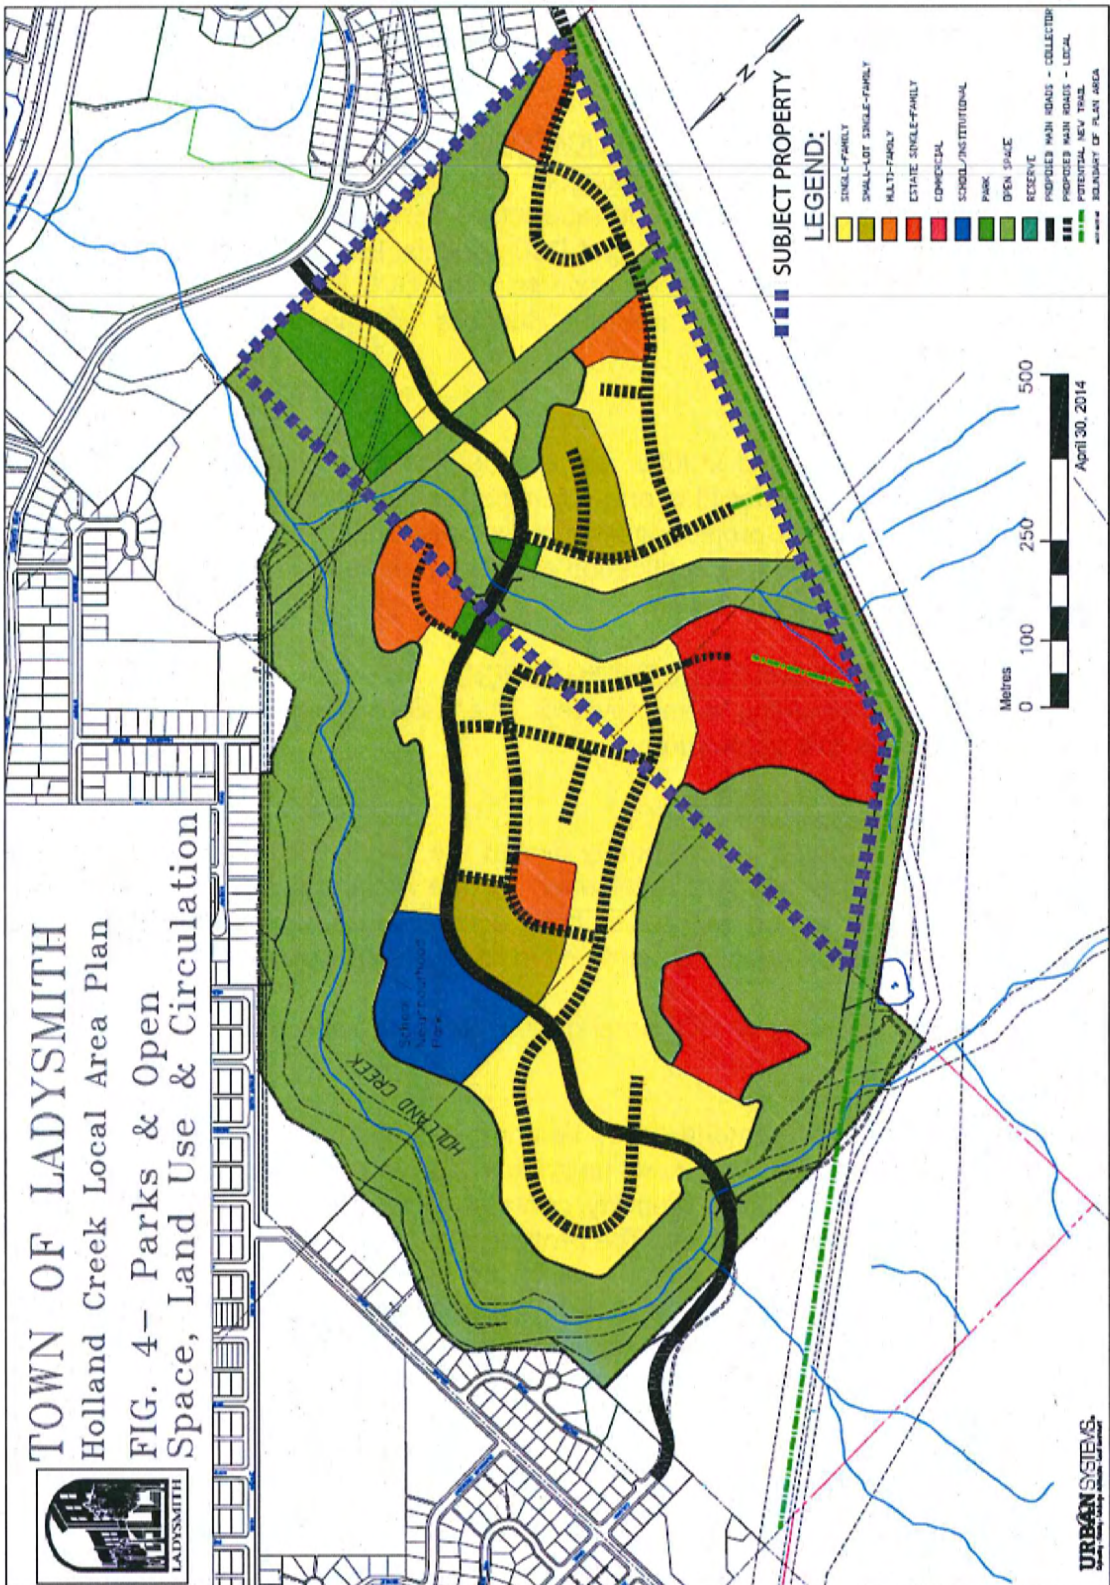 TOWN OF LADYSMITH
Holland Creek Local Area Plan
FIG. 4- Parks & Open
Space, Land Use & Circulation
LADYSMITH
HOLLAND CREEK
School
Neighbourhood
Park
N
SUBJECT PROPERTY
LEGEND:
SINGLE-FAMILY
SMALL-LOT SINGLE-FAMILY
MULTI-FAMILY
ESTATE SINGLE-FAMILY
COMMERCIAL
SCHOOL/INSTITUTIONAL
PARK
OPEN SPACE
RESERVE
PROPOSED MAIN ROADS - COLLECTOR
PROPOSED MAIN ROADS - LOCAL
POTENTIAL NEW TRAIL
BOUNDARY OF PLAN AREA
Metres
0 100 250 500
April 30, 2014
URBANSYSTEMS.